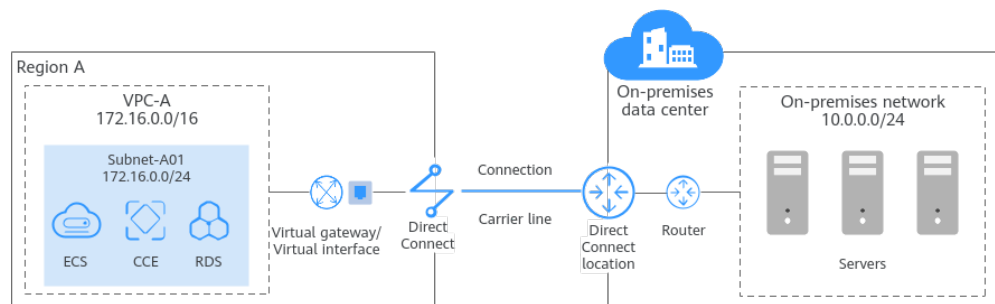 Region A
VPC-A
172.16.0.0/16
Subnet-A01
172.16.0.0/24
ECS
CCE
RDS
Virtual gateway/
Virtual interface
Direct
Connect
Connection
Carrier line
On-premises
data center
Direct
Connect
location
Router
On-premises network
10.0.0.0/24
Servers